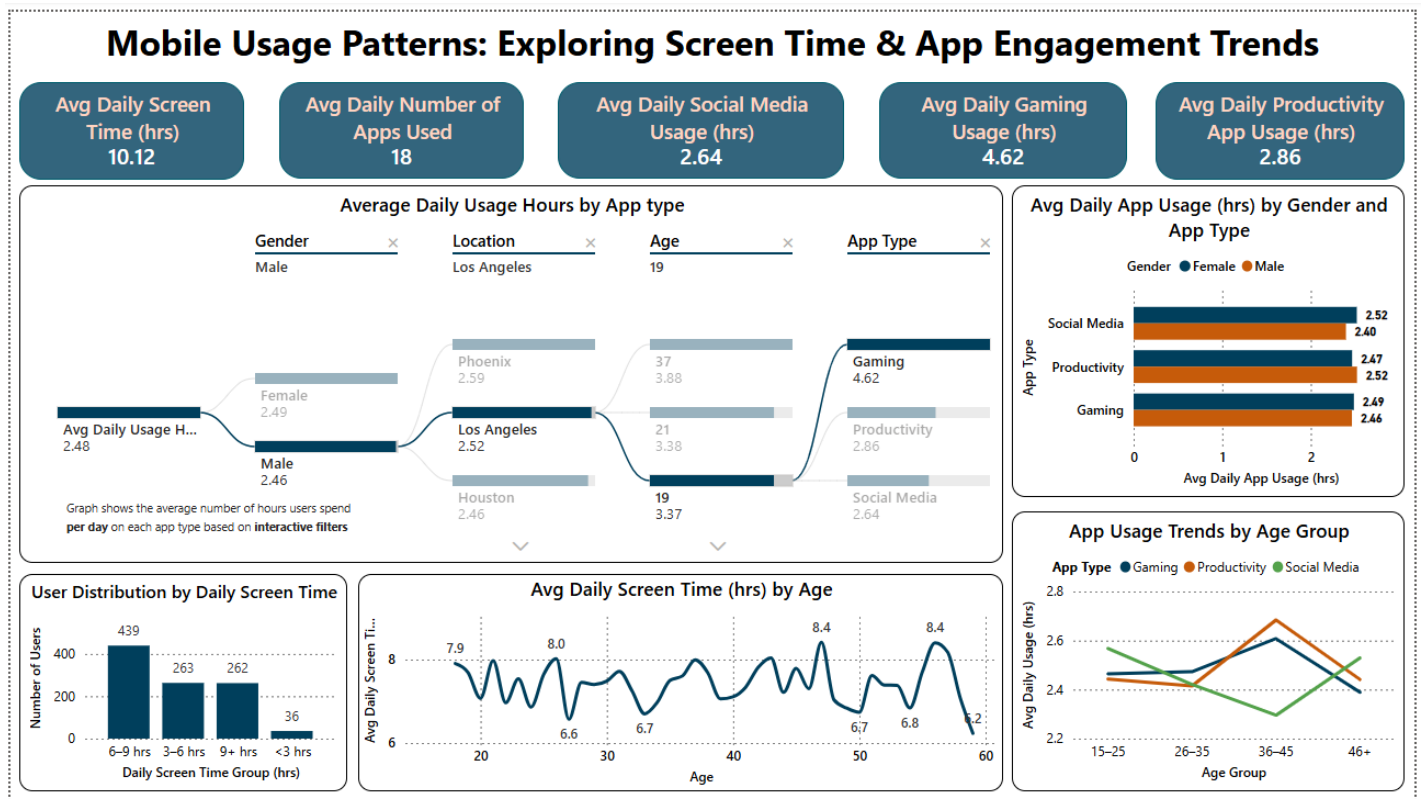 Mobile Usage Patterns: Exploring Screen Time & App Engagement Trends
Avg Daily Screen
Time (hrs)
10.12
Avg Daily Number of
Apps Used
18
Avg Daily Social Media
Usage (hrs)
2.64
Avg Daily Gaming
Usage (hrs)
4.62
Avg Daily Productivity
App Usage (hrs)
2.86
Average Daily Usage Hours by App type
Gender ×
Male
Location ×
Los Angeles
Age ×
19
App Type ×
Avg Daily Usage H...
2.48
Female
2.49
Male
2.46
Phoenix
2.59
Los Angeles
2.52
Houston
2.46
37
3.88
21
3.38
19
3.37
Gaming
4.62
Productivity
2.86
Social Media
2.64
Graph shows the average number of hours users spend
per day on each app type based on interactive filters
Avg Daily App Usage (hrs) by Gender and
App Type
Gender Female Male
App Type
Social Media
2.52
2.40
Productivity
2.47
2.52
Gaming
2.49
2.46
0 1 2
Avg Daily App Usage (hrs)
User Distribution by Daily Screen Time
Number of Users
400
200
0
439
263
262
36
6–9 hrs 3–6 hrs 9+ hrs <3 hrs
Daily Screen Time Group (hrs)
Avg Daily Screen Time (hrs) by Age
Avg Daily Screen Ti...
8
6
7.9
8.0
6.6
6.7
8.4
6.7
6.8
8.4
6.2
20 30 40 50 60
Age
App Usage Trends by Age Group
App Type Gaming Productivity Social Media
Avg Daily Usage (hrs)
2.8
2.6
2.4
2.2
15–25 26–35 36–45 46+
Age Group